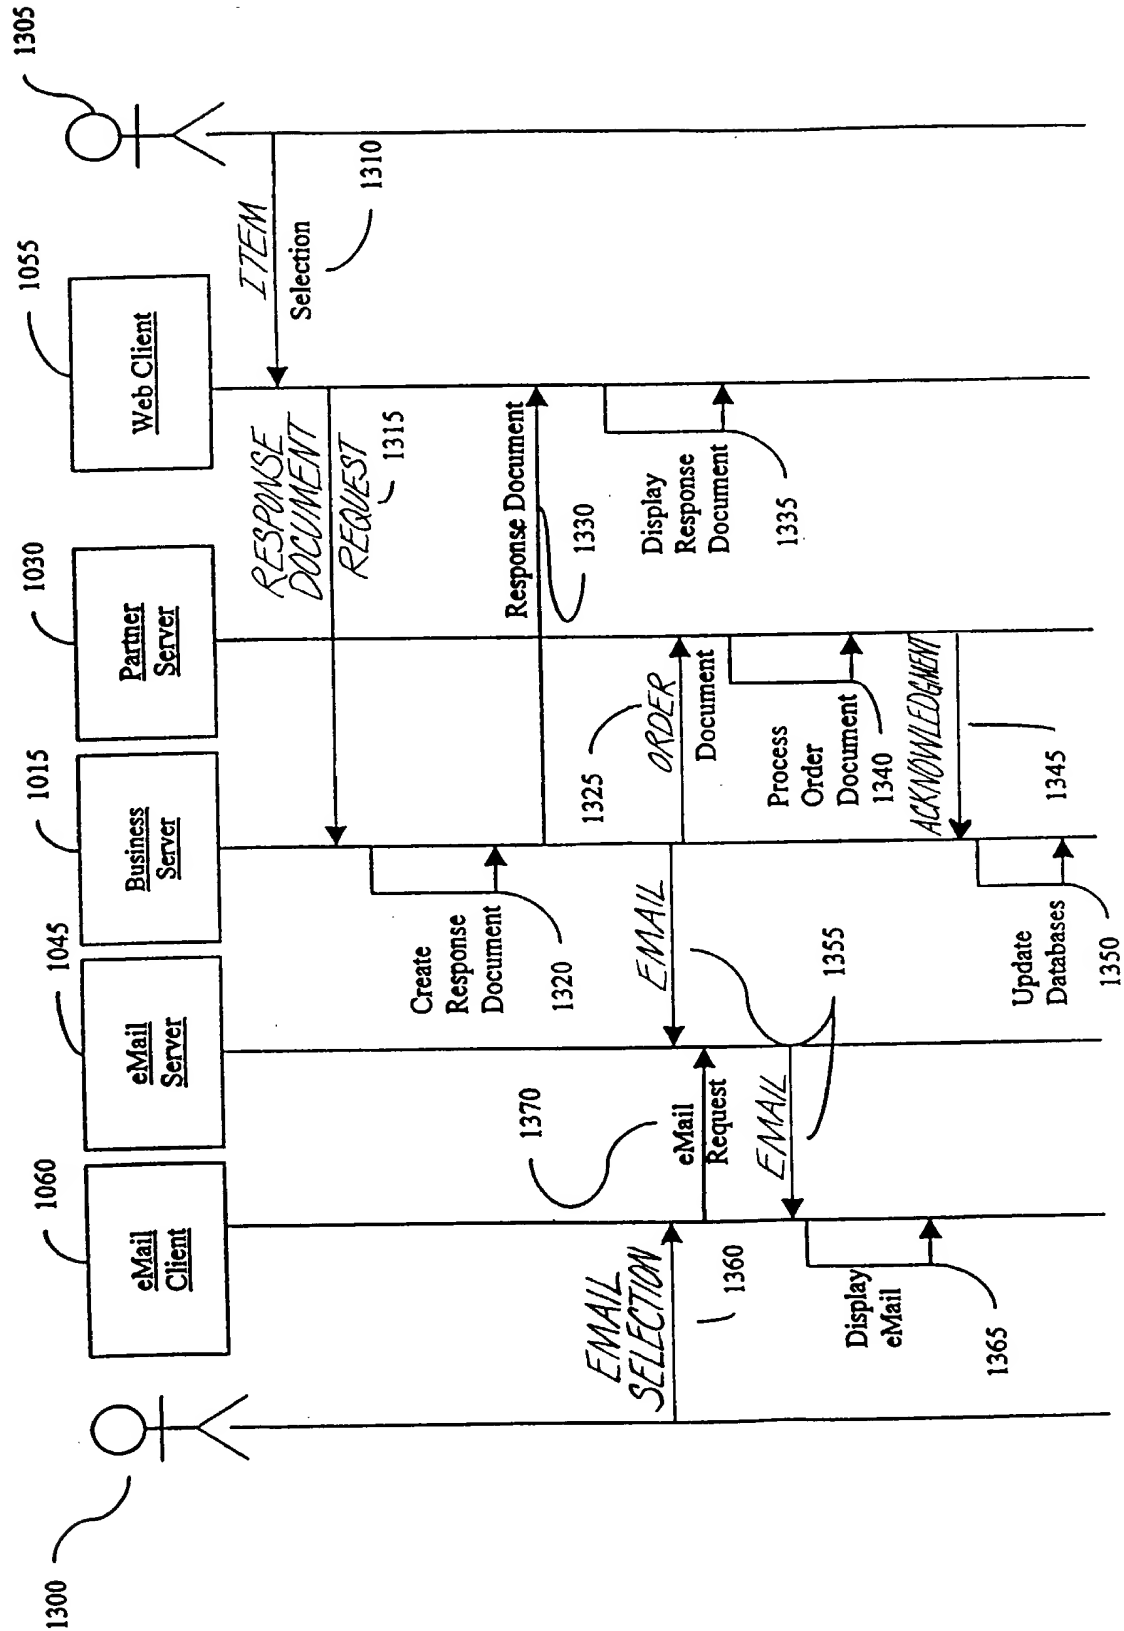 1300
1060
1045
1015
1030
1055
1305
eMail
Client
eMail
Server
Business
Server
Partner
Server
Web Client
ITEM
Selection
1310
RESPONSE
DOCUMENT
REQUEST
1315
Create
Response
Document
1320
Response Document
1330
Display
Response
Document
1335
1325
ORDER
Document
EMAIL
1355
EMAIL
SELECTION
1360
1370
eMail
Request
EMAIL
Process
Order
Document
1340
Display
eMail
1365
ACKNOWLEDGMENT
1345
Update
Databases
1350